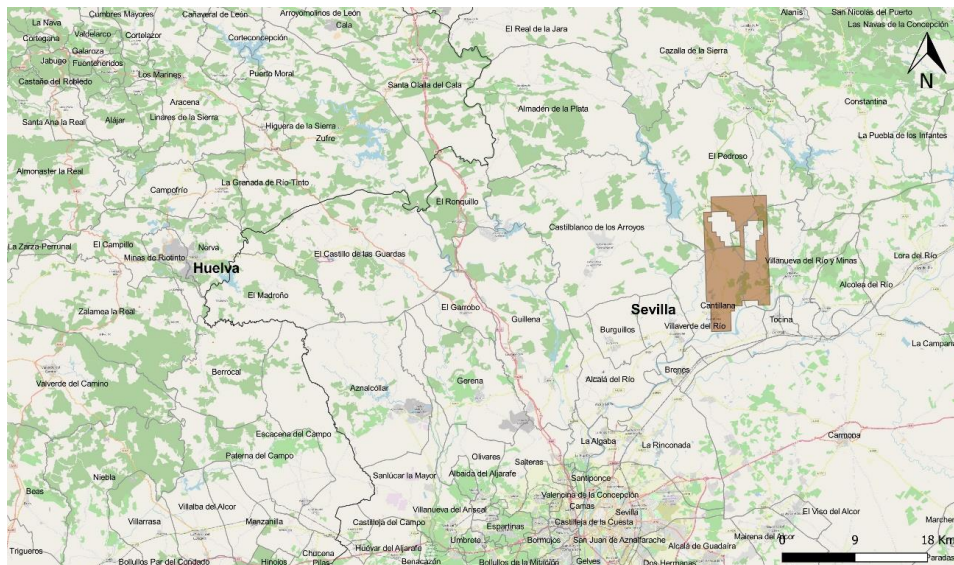 Cumbres Mayores
Cañaveral de León
Arroyomolinos de León
Cala
El Real de la Jara
Alanís
San Nicolás del Puerto
Las Navas de la Concepción
La Nava
Valdelarco
Cortelazor
Cortegana
Galaroza
Corteconcepción
Jabugo
Fuenteheridos
Cazalla de la Sierra
Castaño del Robledo
Los Marines
Puerto Moral
Santa Olalla del Cala
N
Aracena
Almadén de la Plata
Constantina
Santa Ana la Real
Alájar
Linares de la Sierra
Higuera de la Sierra
Zufre
La Puebla de los Infantes
El Pedroso
Almonaster la Real
Campofrío
La Granada de Río-Tinto
El Ronquillo
Castilblanco de los Arroyos
La Zarza-Perrunal
El Campillo
Nerva
Minas de Riotinto
El Castillo de las Guardas
Villanueva del Río y Minas
Lora del Río
Huelva
Alcolea del Río
El Madroño
Zalamea la Real
El Garrobo
Guillena
Sevilla
Cantillana
Tocina
Burguillos
Villaverde del Río
La Campana
Berrocal
Valverde del Camino
Aznalcóllar
Gerena
Alcalá del Río
Brenes
Escacena del Campo
Paterna del Campo
La Algaba
La Rinconada
Carmona
Olivares
Salteras
Niebla
Sanlúcar la Mayor
Albaida del Aljarafe
Santiponce
Beas
Valencina de la Concepción
Camas
Sevilla
Villalba del Alcor
Villarrasa
Manzanilla
Villanueva del Ariscal
Castilleja del Campo
Espartinas
Castilleja de la Cuesta
El Viso del Alcor
Marchena
Umbrete
Bormujos
San Juan de Aznalfarache
Mairena del Alcor
Trigueros
Chucena
Huévar del Aljarafe
Alcalá de Guadaíra
0
9
18 Km
Bollullos Par del Condado
Hinojos
Pilas
Benacazón
Bollullos de la Mitación
Gelves
Dos Hermanas
Paradas